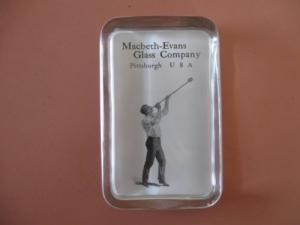 Macbeth-Evans
Glass Company
Pittsburgh U S A